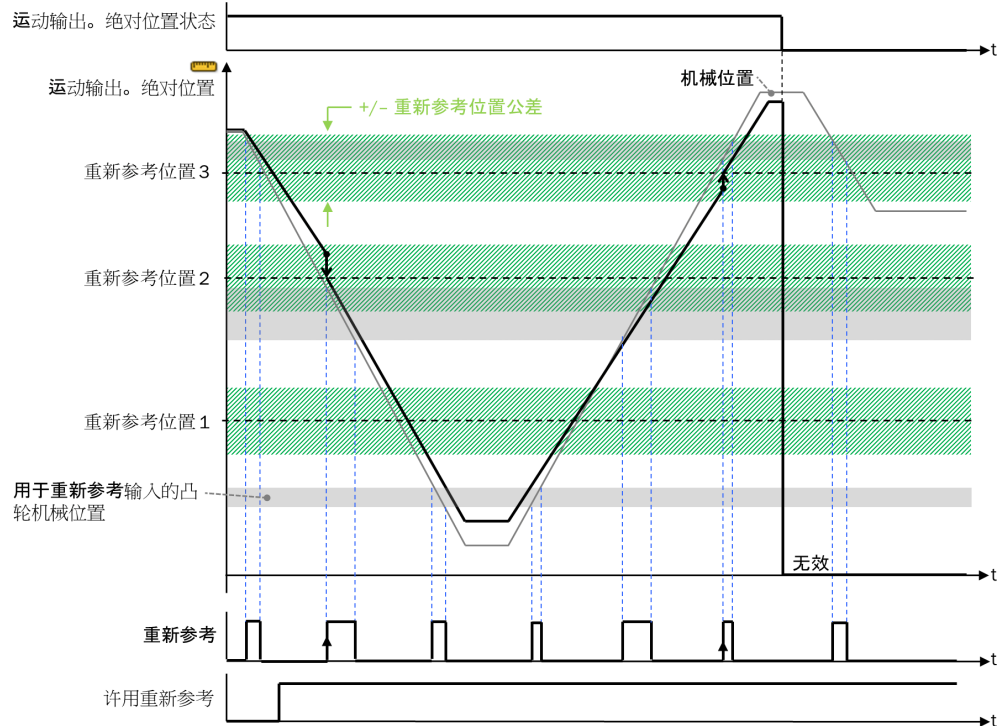 运动输出。绝对位置状态
t
运动输出。绝对位置
机械位置
+/- 重新参考位置公差
重新参考位置3
重新参考位置2
重新参考位置1
用于重新参考输入的凸
轮机械位置
无效
t
重新参考
t
许用重新参考
t